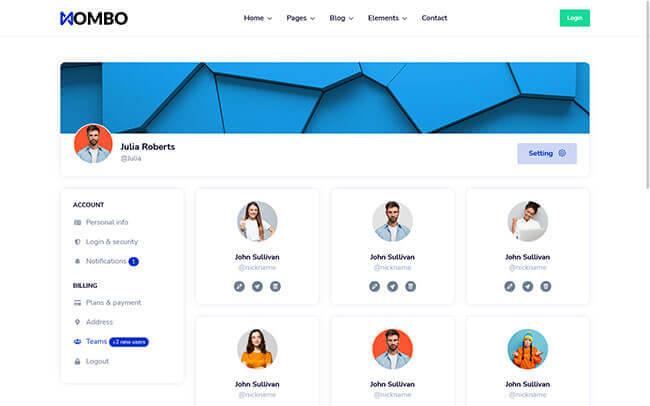 MOMBO
Home Pages Blog Elements Contact Login
Julia Roberts
@Julia
Setting
ACCOUNT
Personal info
Login & security
Notifications 1
BILLING
Plans & payment
Address
Teams +2 new users
Logout
John Sullivan
@nickname
John Sullivan
@nickname
John Sullivan
@nickname
John Sullivan
@nickname
John Sullivan
@nickname
John Sullivan
@nickname